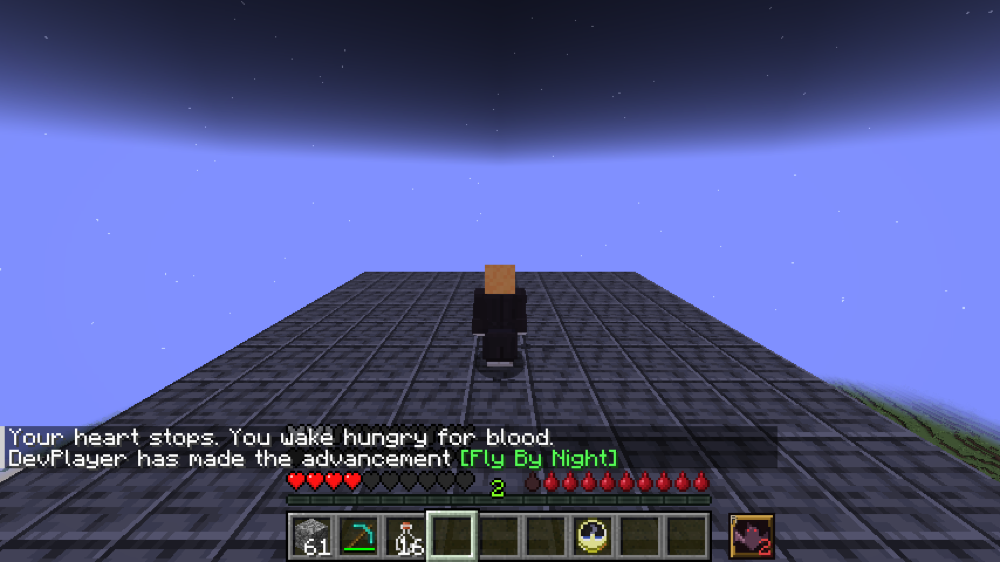 Your heart stops. You wake hungry for blood.
DevPlayer has made the advancement [Fly By Night]
2
61
16
2